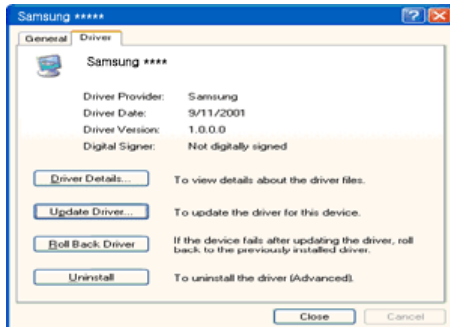 Samsung *****
General Driver
Samsung ****
Driver Provider: Samsung
Driver Date: 9/11/2001
Driver Version: 1.0.0.0
Digital Signer: Not digitally signed
Driver Details... To view details about the driver files.
Update Driver... To update the driver for this device.
Roll Back Driver If the device fails after updating the driver, roll
back to the previously installed driver.
Uninstall To uninstall the driver (Advanced).
Close Cancel